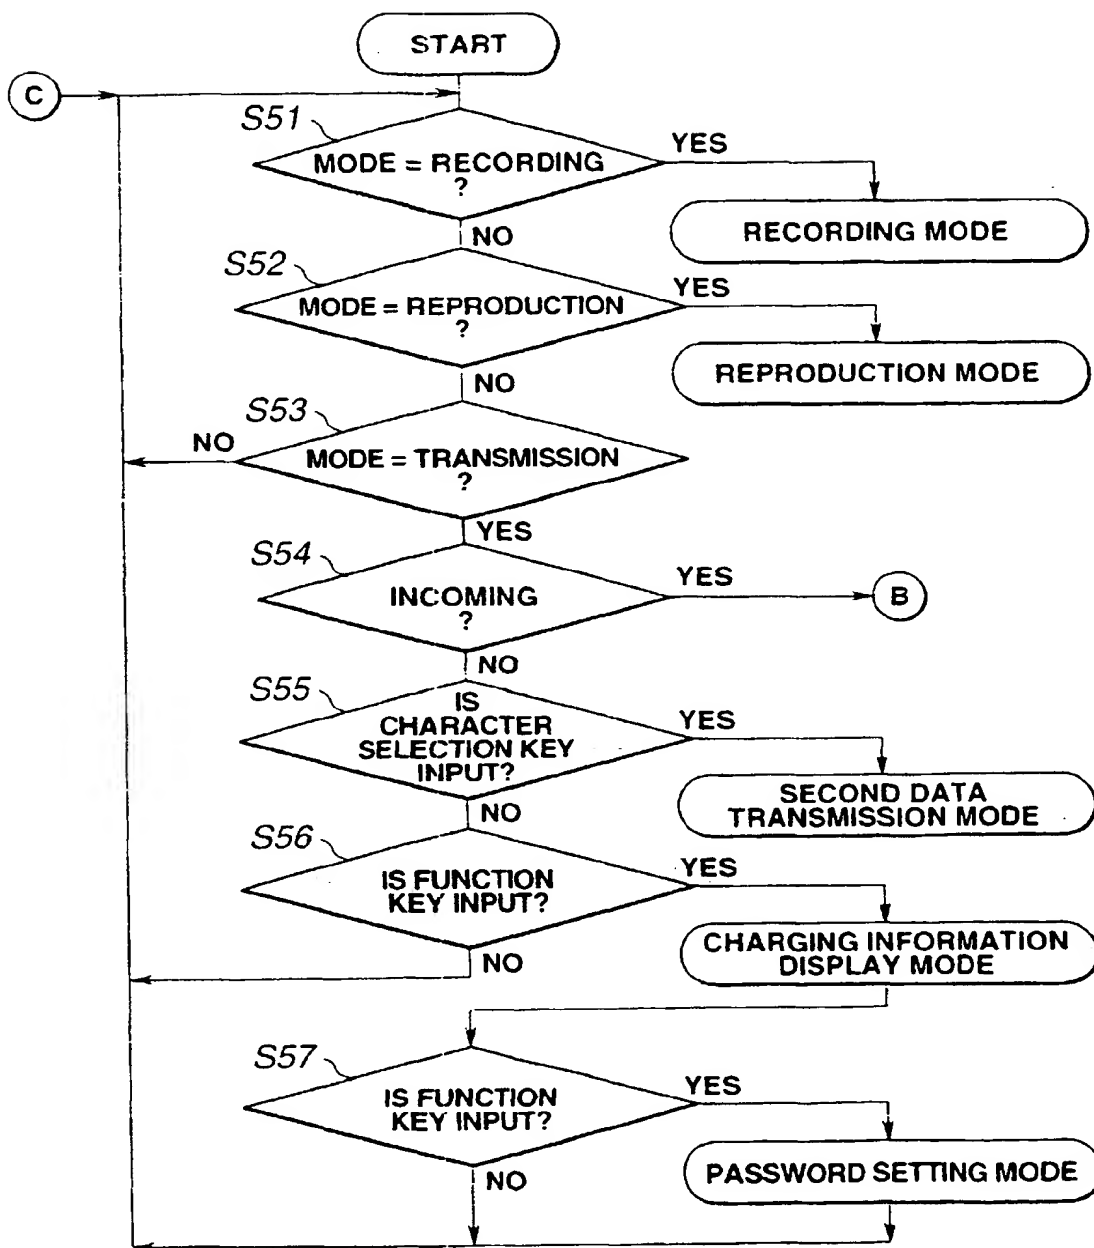 START
C
S51
MODE = RECORDING
?
YES
RECORDING MODE
NO
S52
MODE = REPRODUCTION
?
YES
REPRODUCTION MODE
NO
S53
NO
MODE = TRANSMISSION
?
YES
S54
INCOMING
?
YES
B
NO
S55
IS
CHARACTER
SELECTION KEY
INPUT?
YES
SECOND DATA
TRANSMISSION MODE
NO
S56
IS FUNCTION
KEY INPUT?
YES
CHARGING INFORMATION
DISPLAY MODE
NO
S57
IS FUNCTION
KEY INPUT?
YES
PASSWORD SETTING MODE
NO